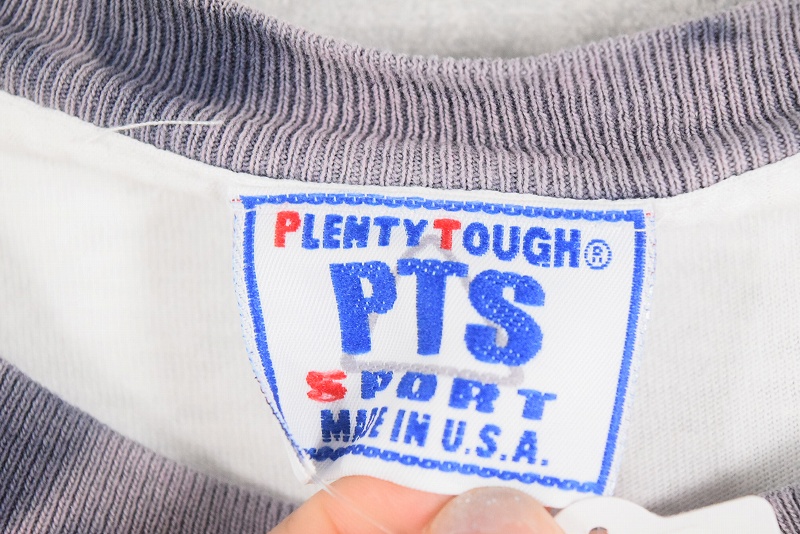 PLENTY TOUGH®
PTS
SPORT
MADE IN U.S.A.